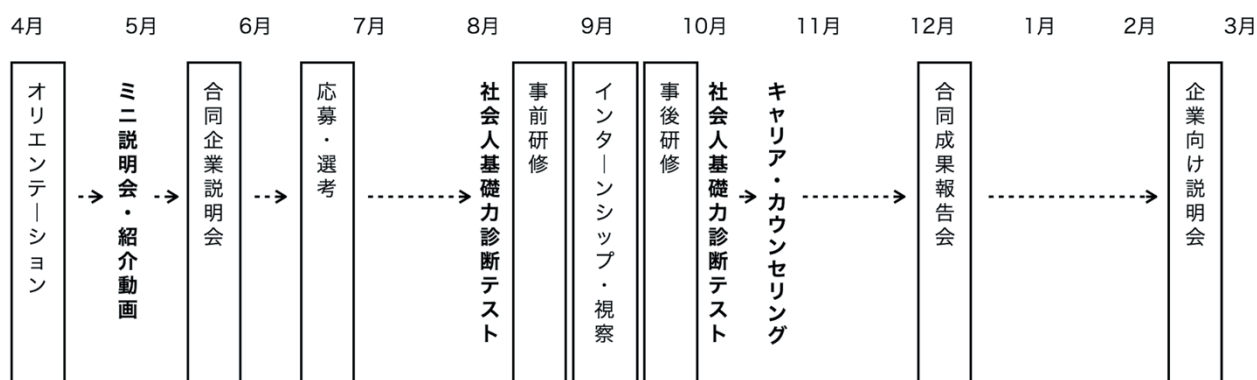 4月 5月 6月 7月 8月 9月 10月 11月 12月 1月 2月 3月
オリエンテーション
ミニ説明会・紹介動画
合同企業説明会
応募・選考
社会人基礎力診断テスト
事前研修
インターンシップ・視察
事後研修
社会人基礎力診断テスト
キャリア・カウンセリング
合同成果報告会
企業向け説明会